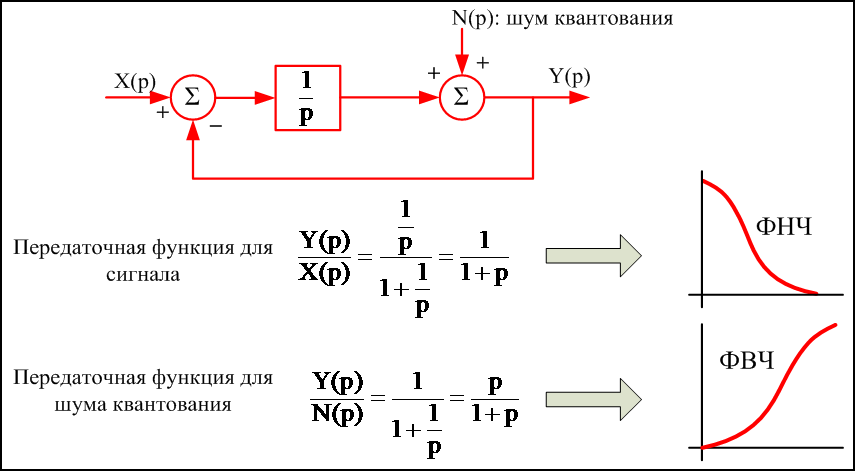 N(p): шум квантования
X(p)
+
−
Σ
1/p
+
+
Σ
Y(p)
Передаточная функция для
сигнала
Y(p)/X(p) = (1/p)/(1+1/p) = 1/(1+p)
ФНЧ
Передаточная функция для
шума квантования
Y(p)/N(p) = 1/(1+1/p) = p/(1+p)
ФВЧ